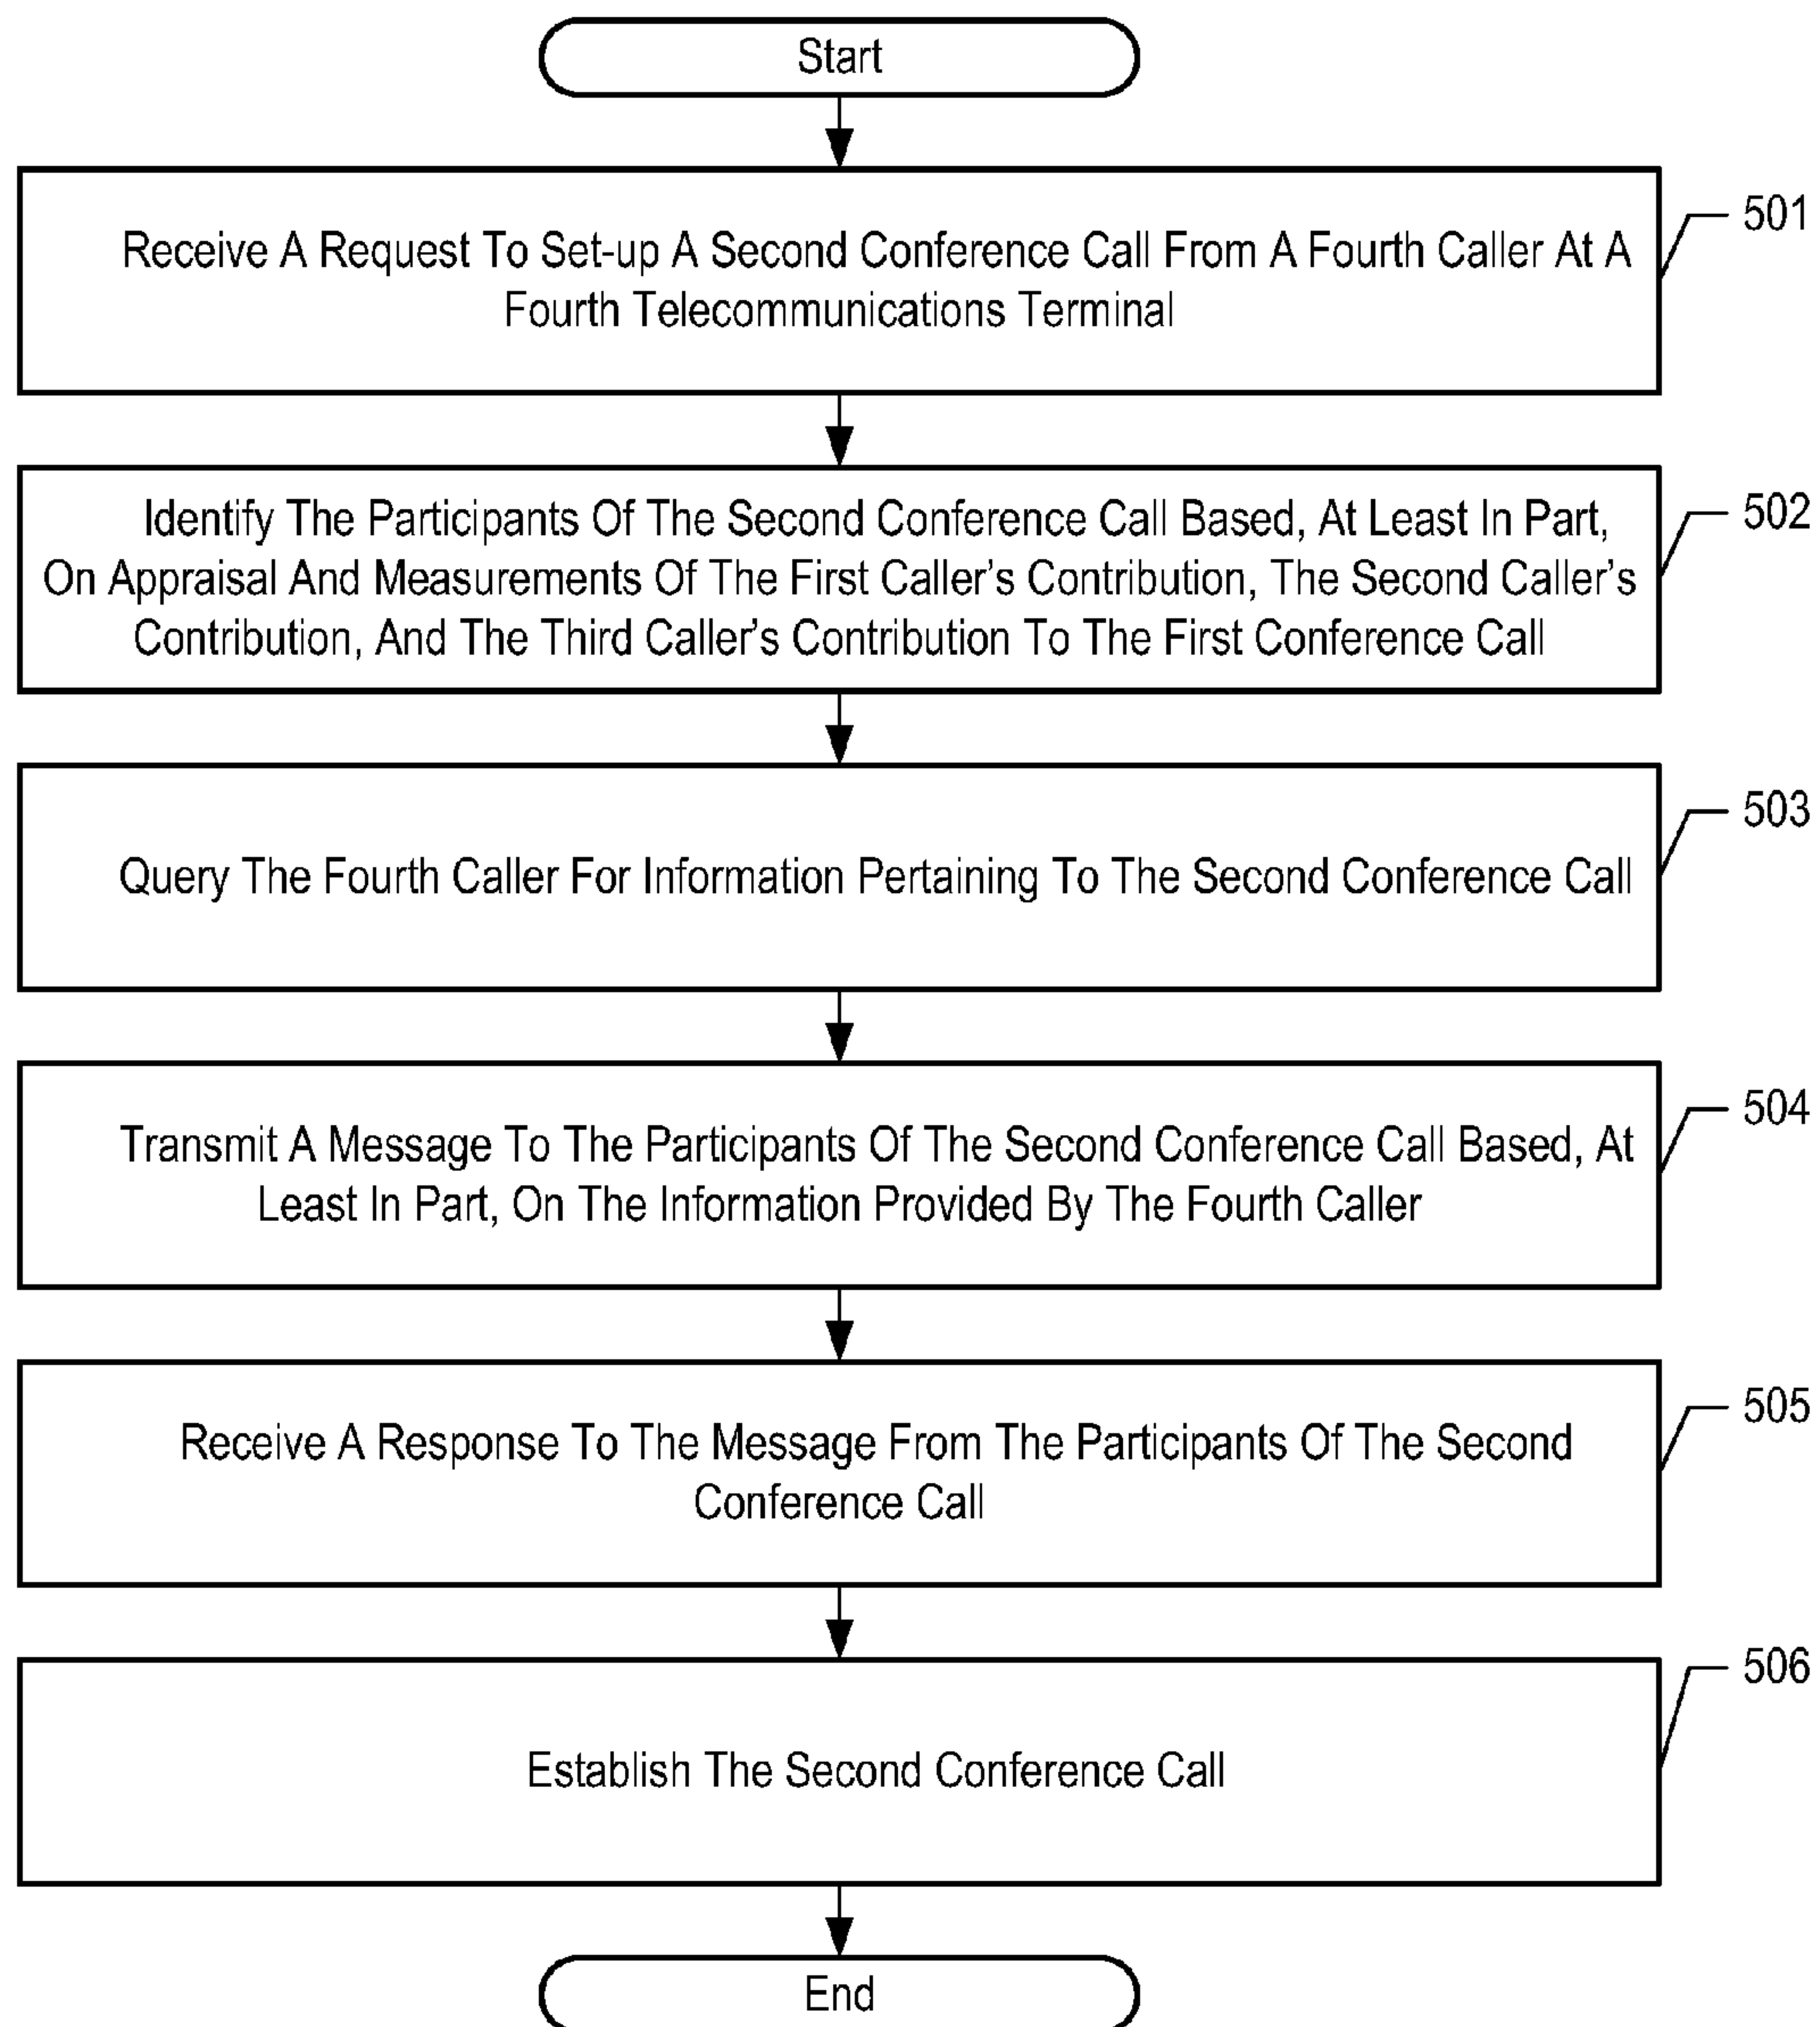 Start
501
Receive A Request To Set-up A Second Conference Call From A Fourth Caller At A
Fourth Telecommunications Terminal
502
Identify The Participants Of The Second Conference Call Based, At Least In Part,
On Appraisal And Measurements Of The First Caller's Contribution, The Second Caller's
Contribution, And The Third Caller's Contribution To The First Conference Call
503
Query The Fourth Caller For Information Pertaining To The Second Conference Call
504
Transmit A Message To The Participants Of The Second Conference Call Based, At
Least In Part, On The Information Provided By The Fourth Caller
505
Receive A Response To The Message From The Participants Of The Second
Conference Call
506
Establish The Second Conference Call
End